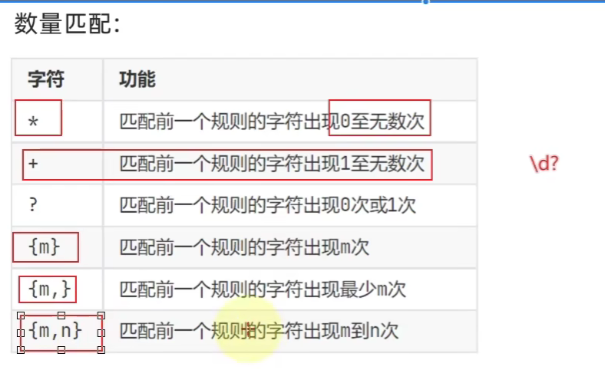 数量匹配：
字符 功能
* 匹配前一个规则的字符出现0至无数次
+ 匹配前一个规则的字符出现1至无数次
\d?
? 匹配前一个规则的字符出现0次或1次
{m} 匹配前一个规则的字符出现m次
{m,} 匹配前一个规则的字符出现最少m次
{m,n} 匹配前一个规则的字符出现m到n次